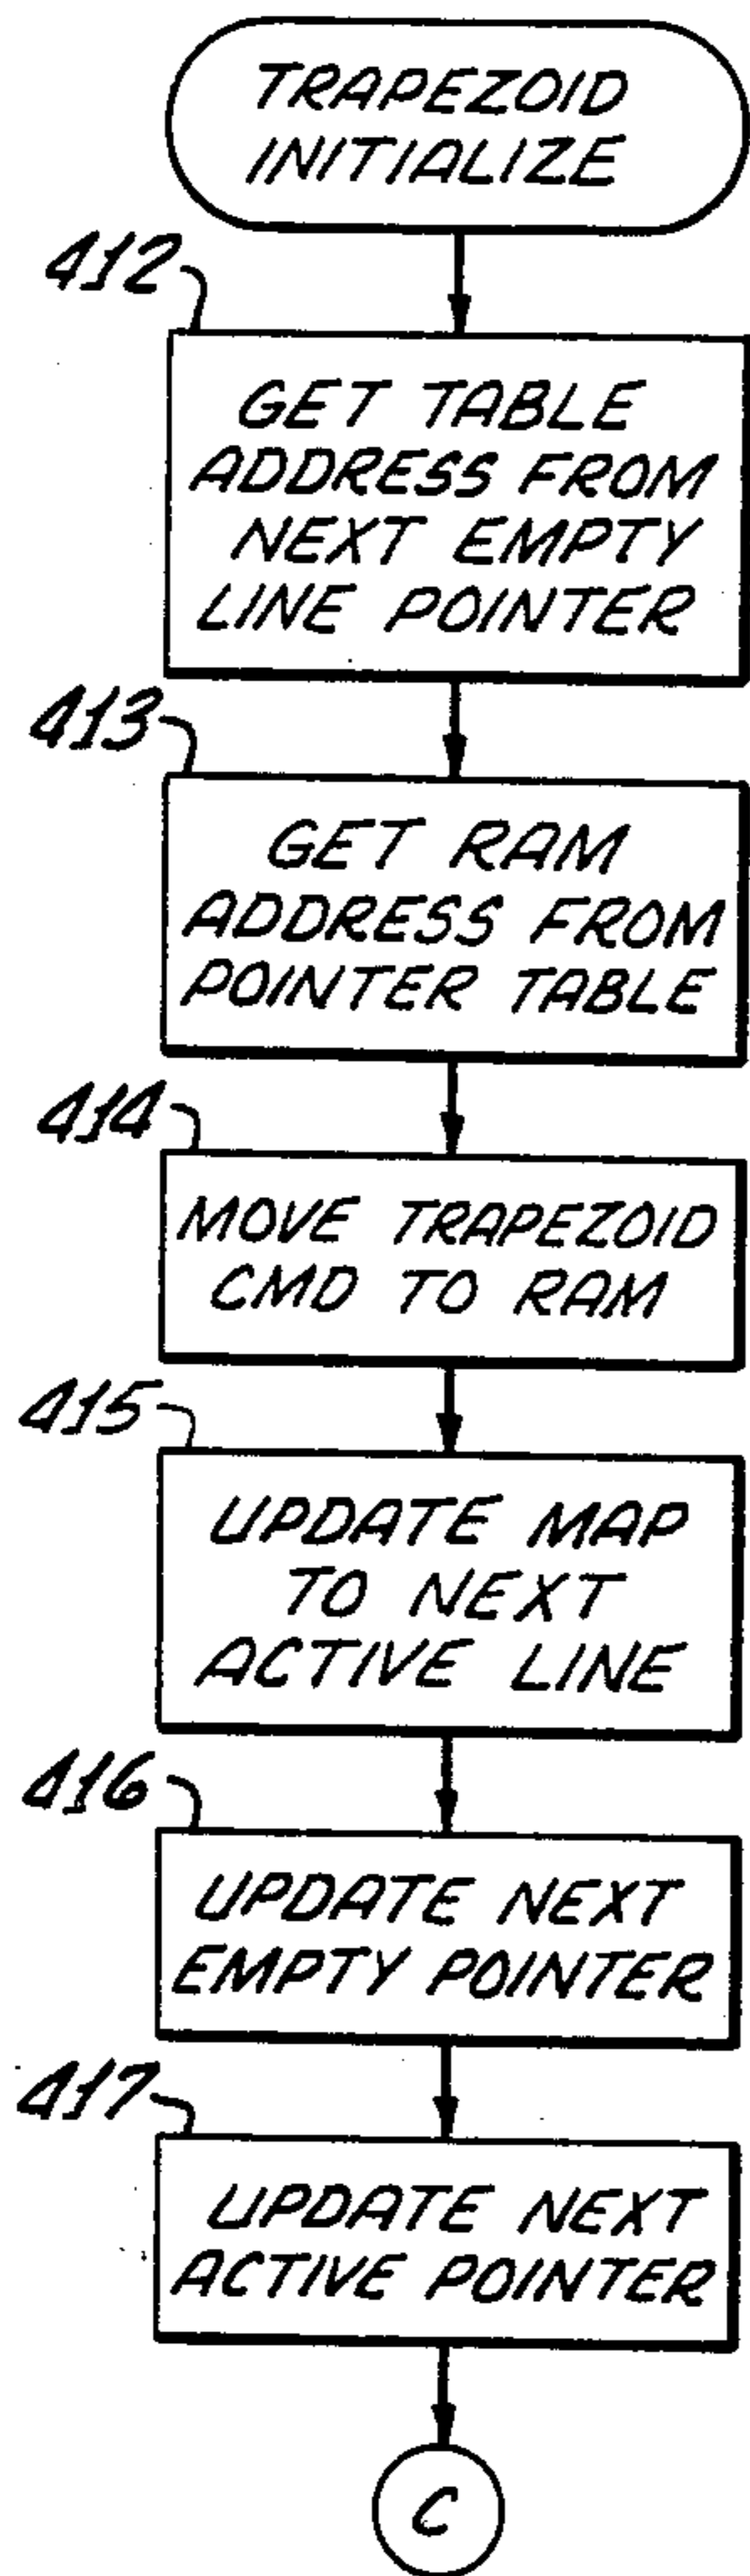 TRAPEZOID
INITIALIZE
412
GET TABLE
ADDRESS FROM
NEXT EMPTY
LINE POINTER
413
GET RAM
ADDRESS FROM
POINTER TABLE
414
MOVE TRAPEZOID
CMD TO RAM
415
UPDATE MAP
TO NEXT
ACTIVE LINE
416
UPDATE NEXT
EMPTY POINTER
417
UPDATE NEXT
ACTIVE POINTER
C